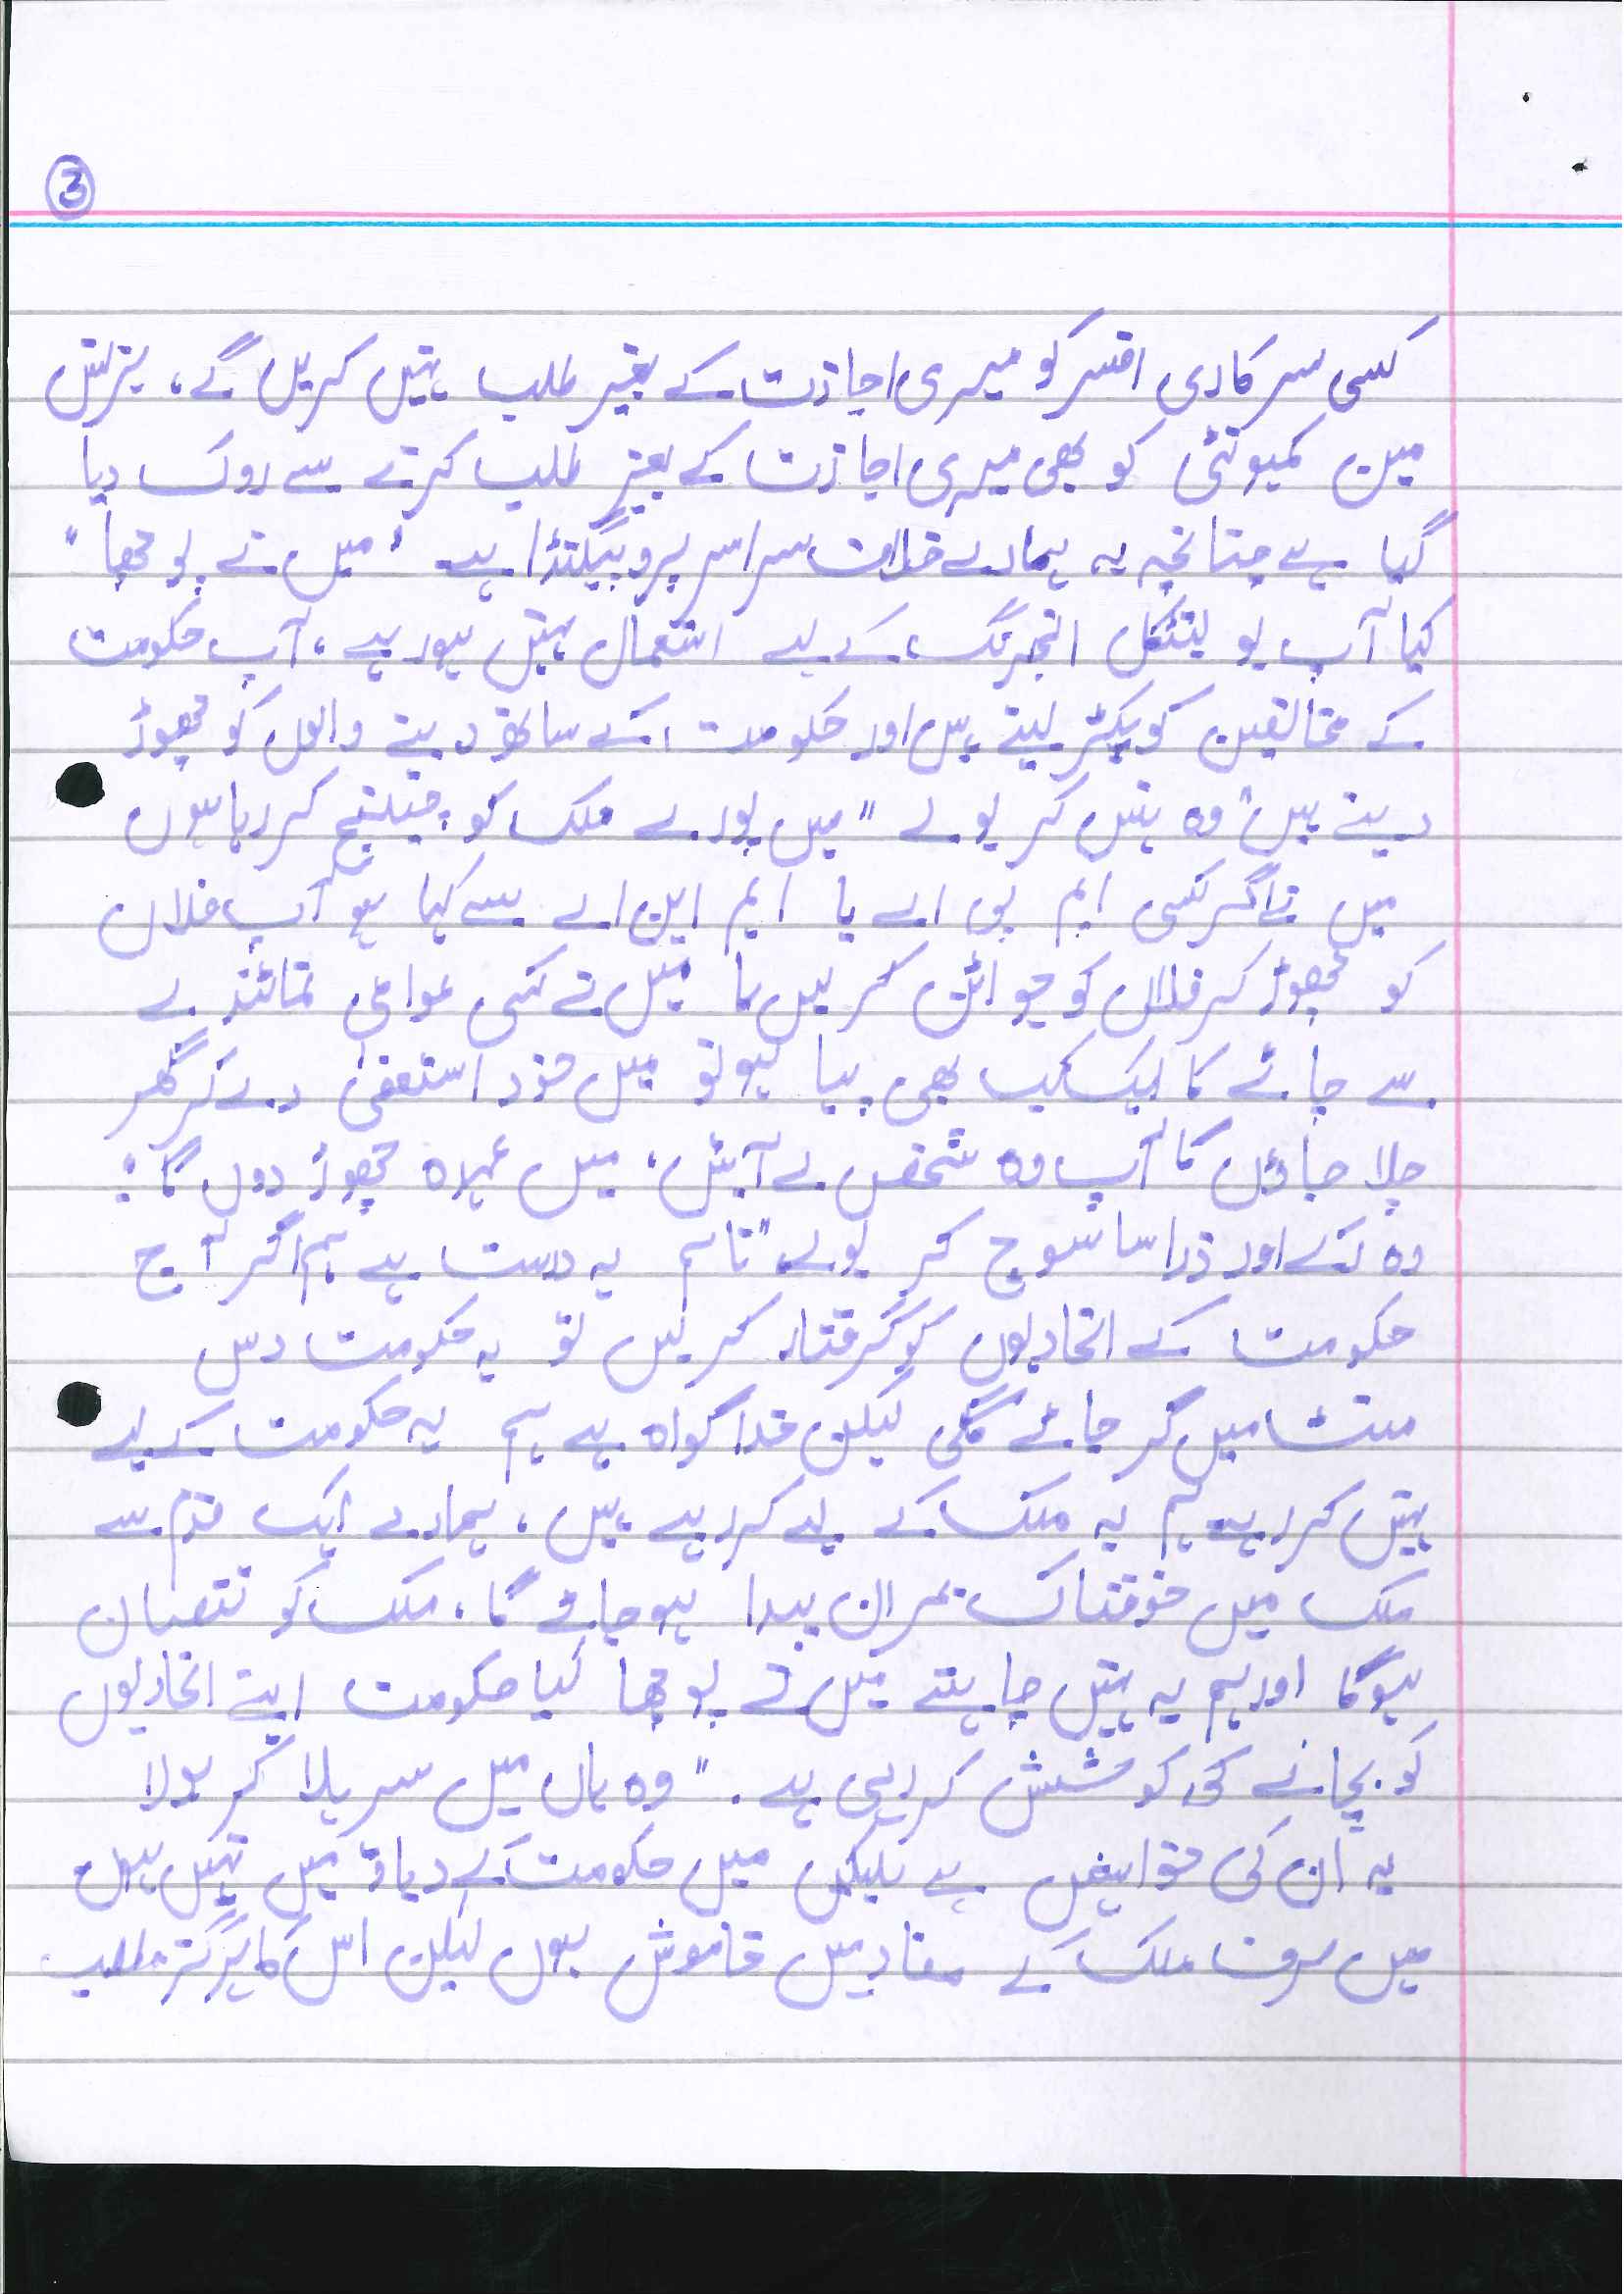 3
کسی سرکاری افسر کو میری اجازت کے بغیر طلب نہیں کریں گے، بزنس
مین کمیونٹی کو بھی میری اجازت کے بغیر طلب کرنے سے روک دیا
گیا ہے چنانچہ یہ ہمارے خلاف سراسر پروپیگنڈا ہے " میں نے پوچھا "
کیا آپ پولیٹیکل انجیرنگ کے لیے استعمال نہیں ہورہے، آپ حکومت
کے مخالفین کو پکڑ لیتے ہیں اور حکومت کے ساتھ دینے والوں کو چھوڑ
دیتے ہیں" وہ ہنس کر بولے " میں پورے ملک کو چیلنج کر رہا ہوں
میں نے اگر کسی ایم پی اے یا ایم این اے سے کہا ہو آپ فلاں
کو چھوڑ کر فلاں کو جوائن کر لیں یا میں نے کسی عوامی نمائندے
سے چائے کا ایک کپ بھی پیا ہو تو میں خود استعفیٰ دے کر گھر
چلا جاؤں گا آپ وہ شخص لے آئیں، میں عہدہ چھوڑ دوں گا:
وہ رکے اور ذرا سا سوچ کر بولے" تاہم یہ درست ہے ہم اگر آج
حکومت کے اتحادیوں کو گرفتار کر لیں تو یہ حکومت دس
منٹ میں گر جائے گی لیکن خدا گواہ ہے ہم یہ حکومت کے لیے
نہیں کر رہے ہم یہ ملک کے لیے کر رہے ہیں، ہمارے ایک قدم سے
ملک میں خوفناک بحران پیدا ہو جائے گا، ملک کو نقصان
ہوگا اور ہم یہ نہیں چاہتے میں نے پوچھا کیا حکومت اپنے اتحادیوں
کو بچانے کی کوشش کر رہی ہے۔" وہ ہاں میں سر ہلا کر بولا
یہ ان کی خواہش ہے لیکن میں حکومت کے دباؤ میں نہیں ہوں
میں صرف ملک کے مفاد میں خاموش ہوں لیکن اس کا ہرگز مطلب